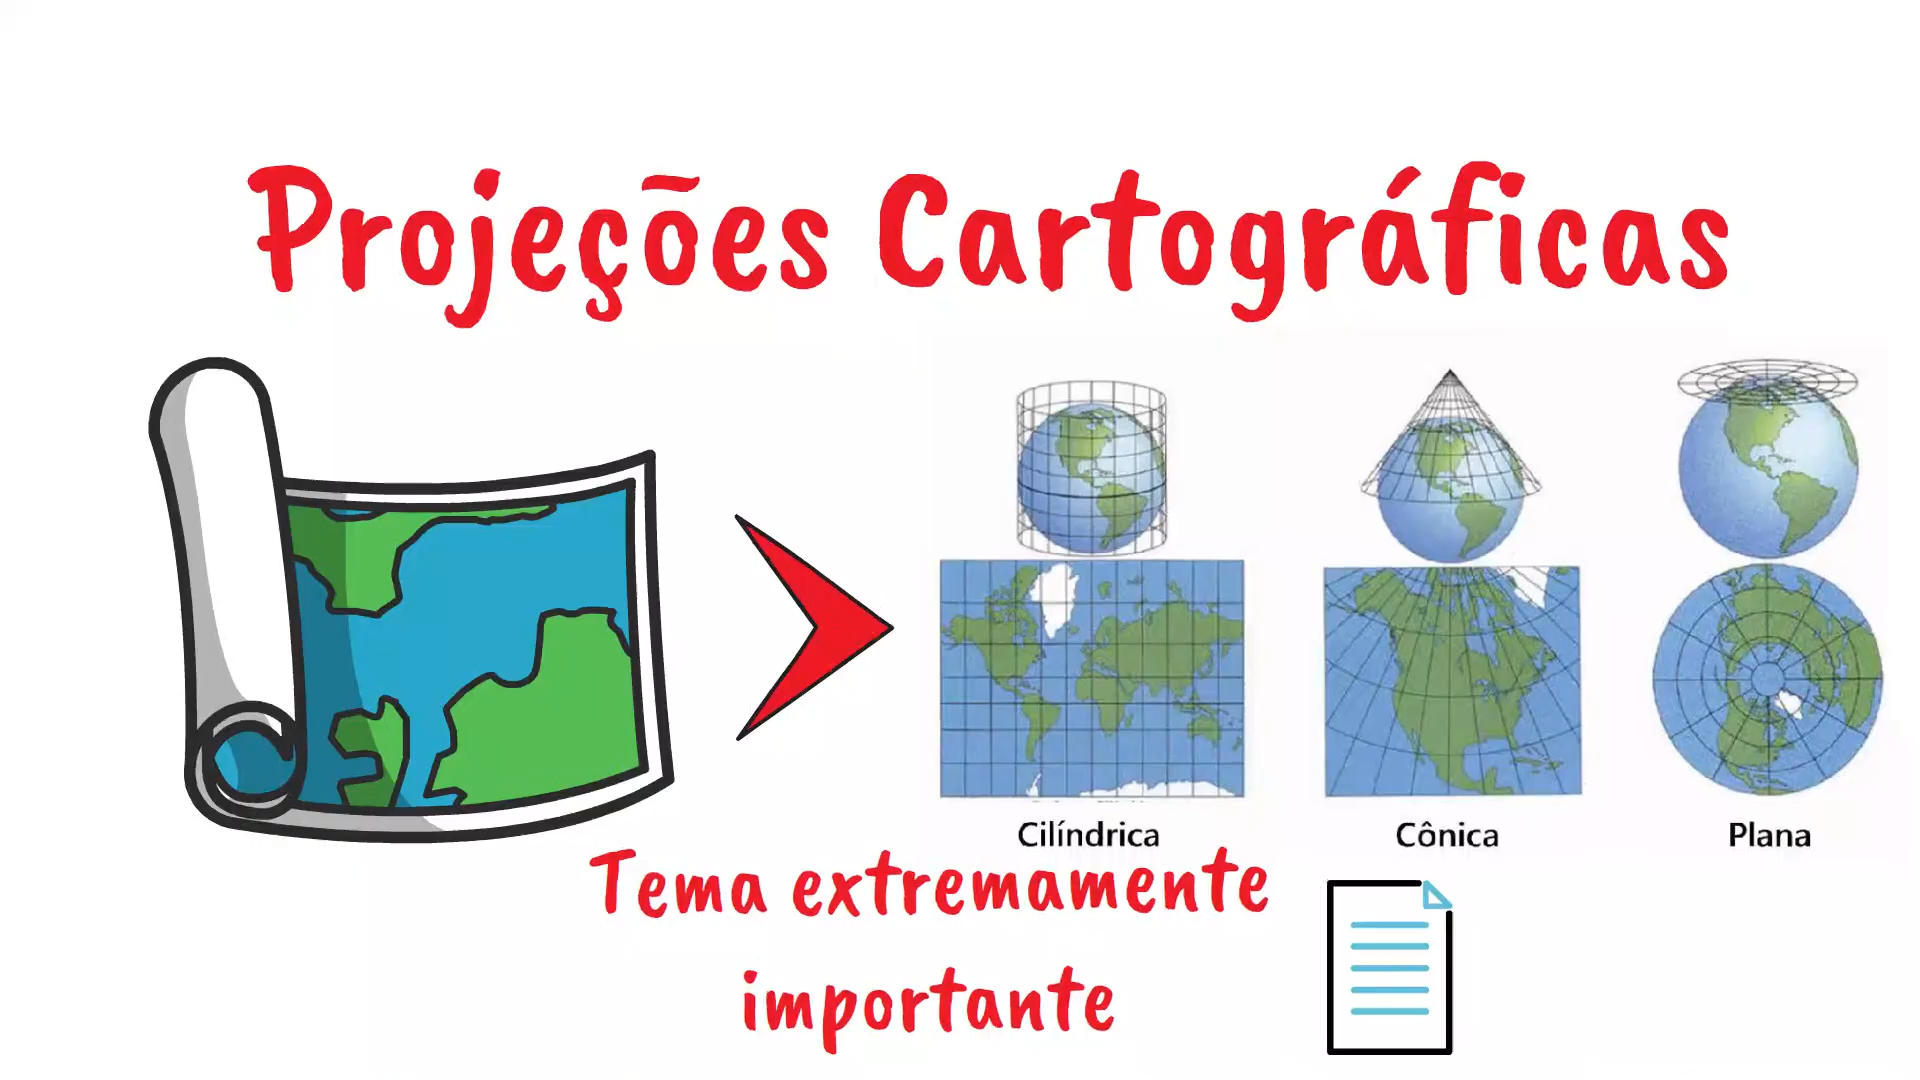 Projeções Cartográficas
Cilíndrica
Cônica
Plana
Tema extremamente
importante